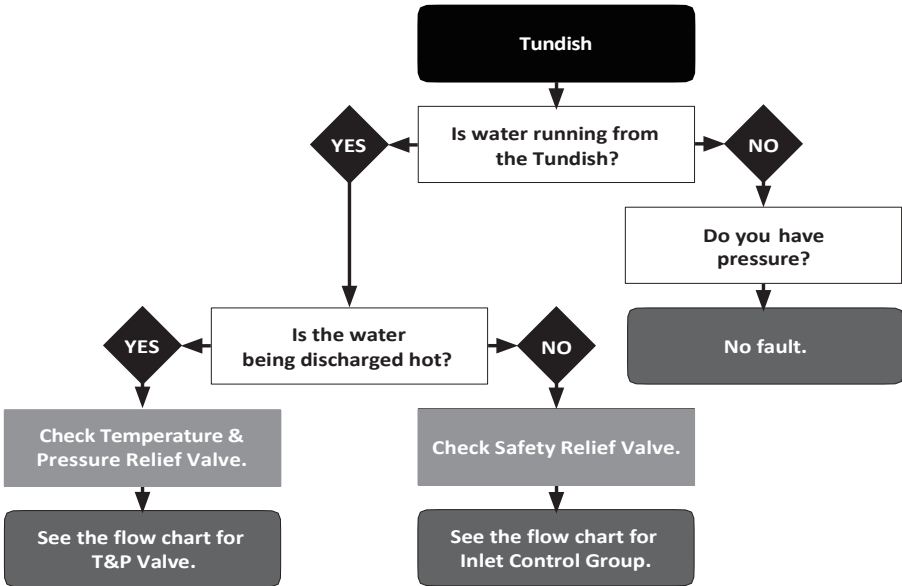 Tundish
Is water running from
the Tundish?
YES
NO
Do you have
pressure?
No fault.
Is the water
being discharged hot?
YES
NO
Check Temperature &
Pressure Relief Valve.
Check Safety Relief Valve.
See the flow chart for
T&P Valve.
See the flow chart for
Inlet Control Group.